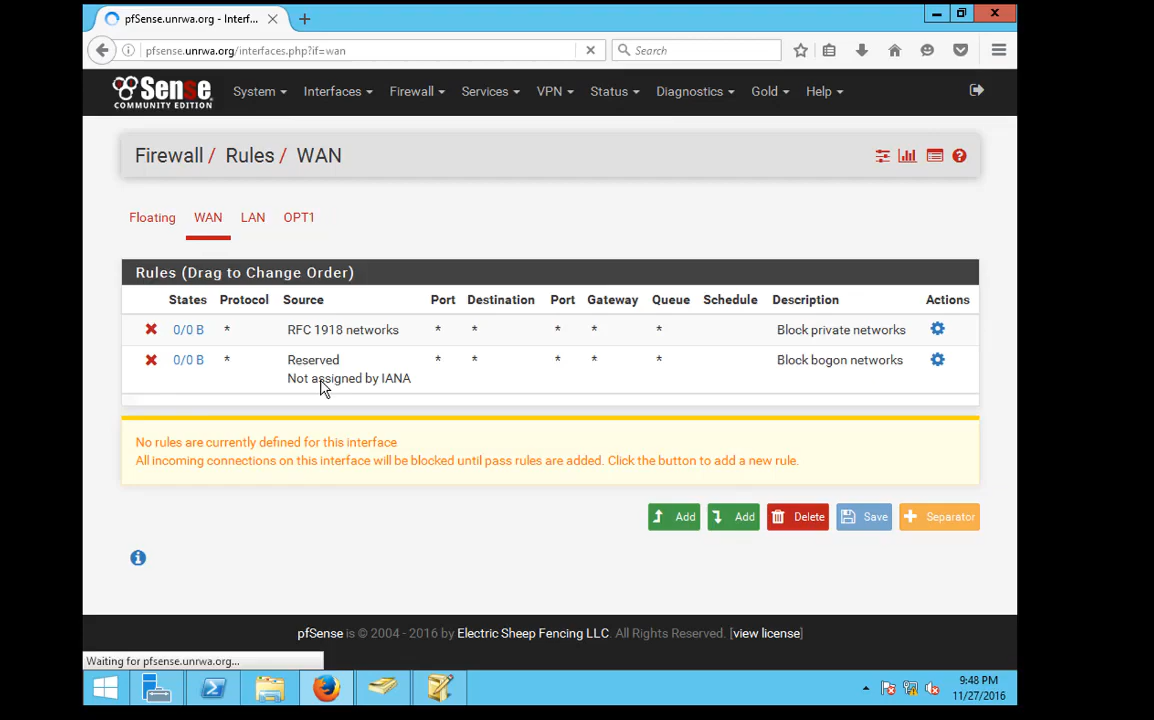 pfSense.unrwa.org - Interf...
pfsense.unrwa.org/interfaces.php?if=wan
Search
Sense
COMMUNITY EDITION
System Interfaces Firewall Services VPN Status Diagnostics Gold Help
Firewall / Rules / WAN
Floating WAN LAN OPT1
Rules (Drag to Change Order)
States Protocol Source Port Destination Port Gateway Queue Schedule Description Actions
0/0 B * RFC 1918 networks * * * * * Block private networks
0/0 B * Reserved * * * * * Block bogon networks
Not assigned by IANA
No rules are currently defined for this interface
All incoming connections on this interface will be blocked until pass rules are added. Click the button to add a new rule.
Add Add Delete Save Separator
pfSense is © 2004 - 2016 by Electric Sheep Fencing LLC. All Rights Reserved. [view license]
Waiting for pfsense.unrwa.org...
9:48 PM
11/27/2016